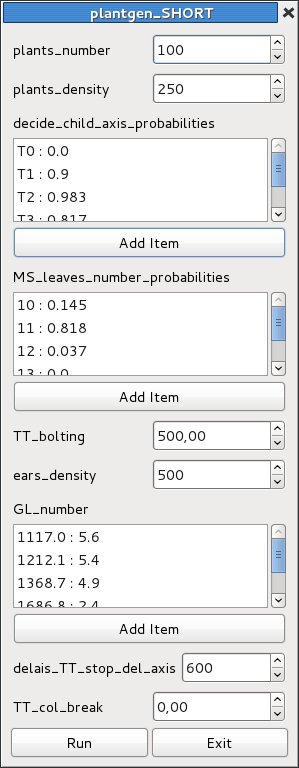 plantgen_SHORT
plants_number 100
plants_density 250
decide_child_axis_probabilities
T0 : 0.0
T1 : 0.9
T2 : 0.983
T3 : 0.817
Add Item
MS_leaves_number_probabilities
10 : 0.145
11 : 0.818
12 : 0.037
13 : 0.0
Add Item
TT_bolting 500,00
ears_density 500
GL_number
1117.0 : 5.6
1212.1 : 5.4
1368.7 : 4.9
1686.8 : 2.4
Add Item
delais_TT_stop_del_axis 600
TT_col_break 0,00
Run Exit